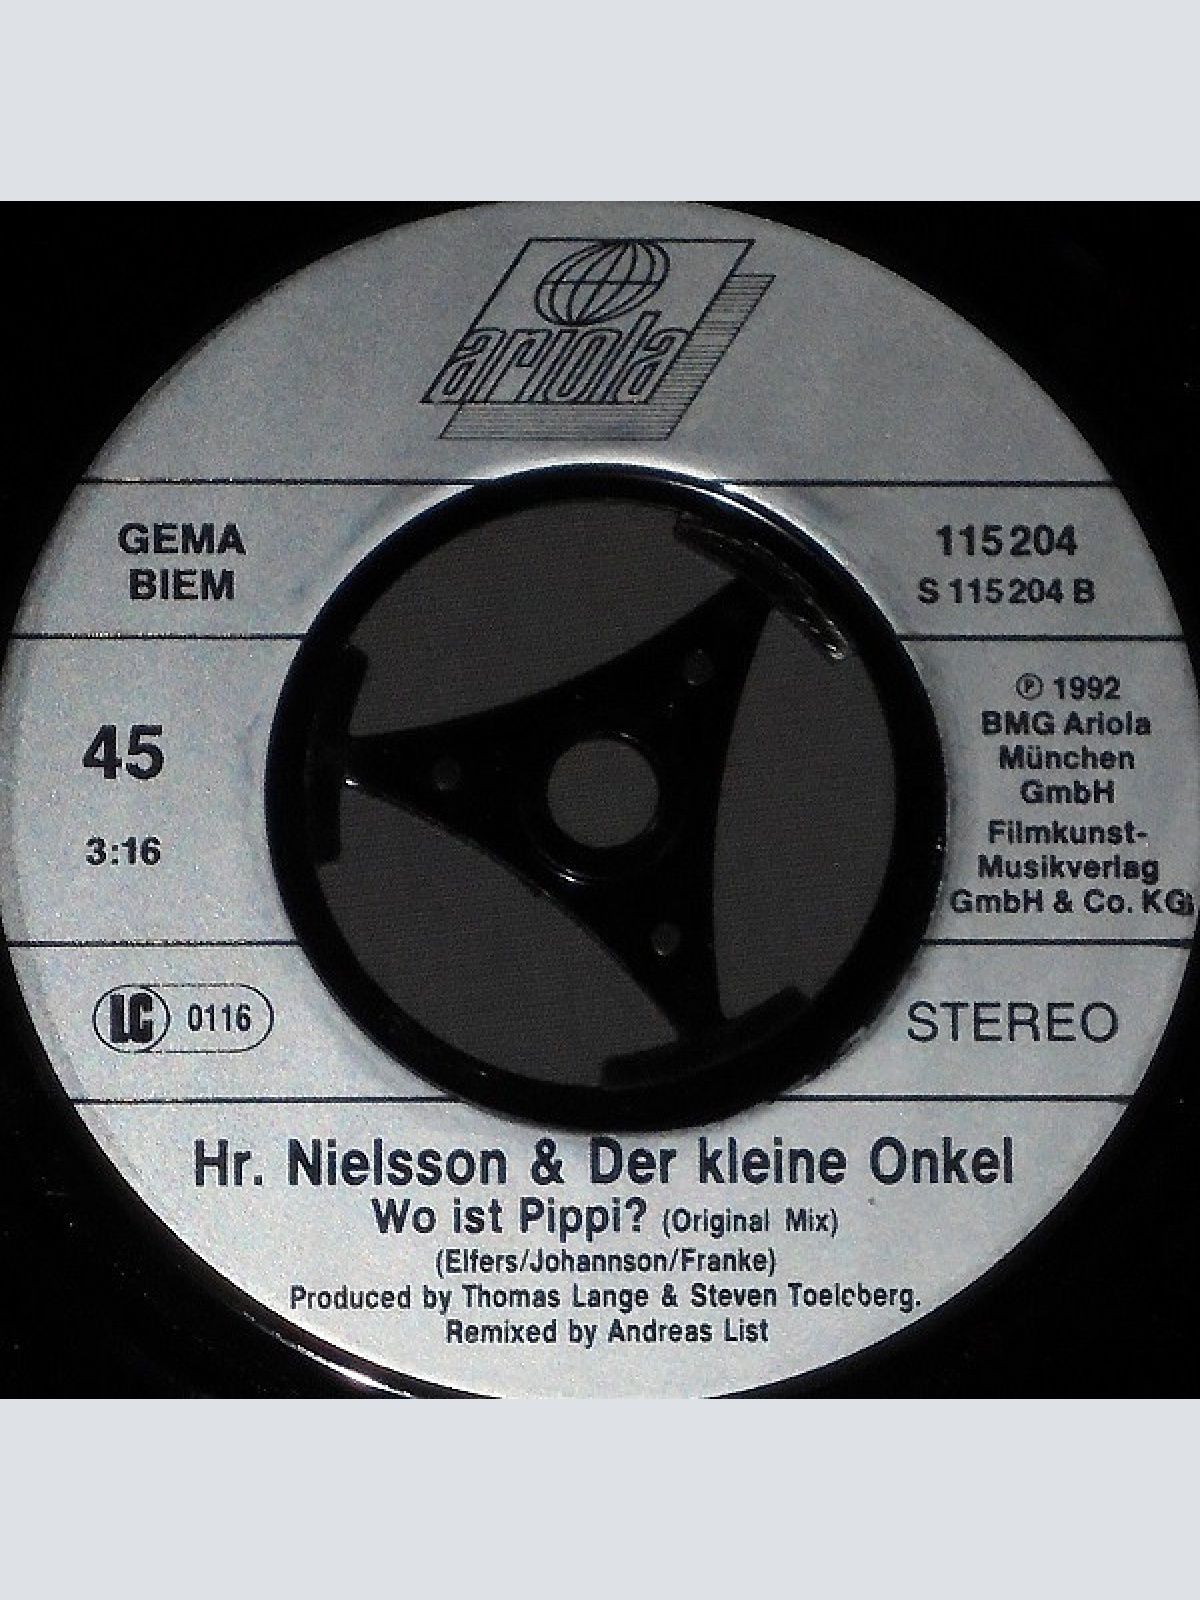 ariola
GEMA
BIEM
115 204
S 115 204 B
45
3:16
℗ 1992
BMG Ariola
München
GmbH
Filmkunst-
Musikverlag
GmbH & Co. KG
LC 0116
STEREO
Hr. Nielsson & Der kleine Onkel
Wo ist Pippi? (Original Mix)
(Elfers/Johannson/Franke)
Produced by Thomas Lange & Steven
Remixed by Andreas List